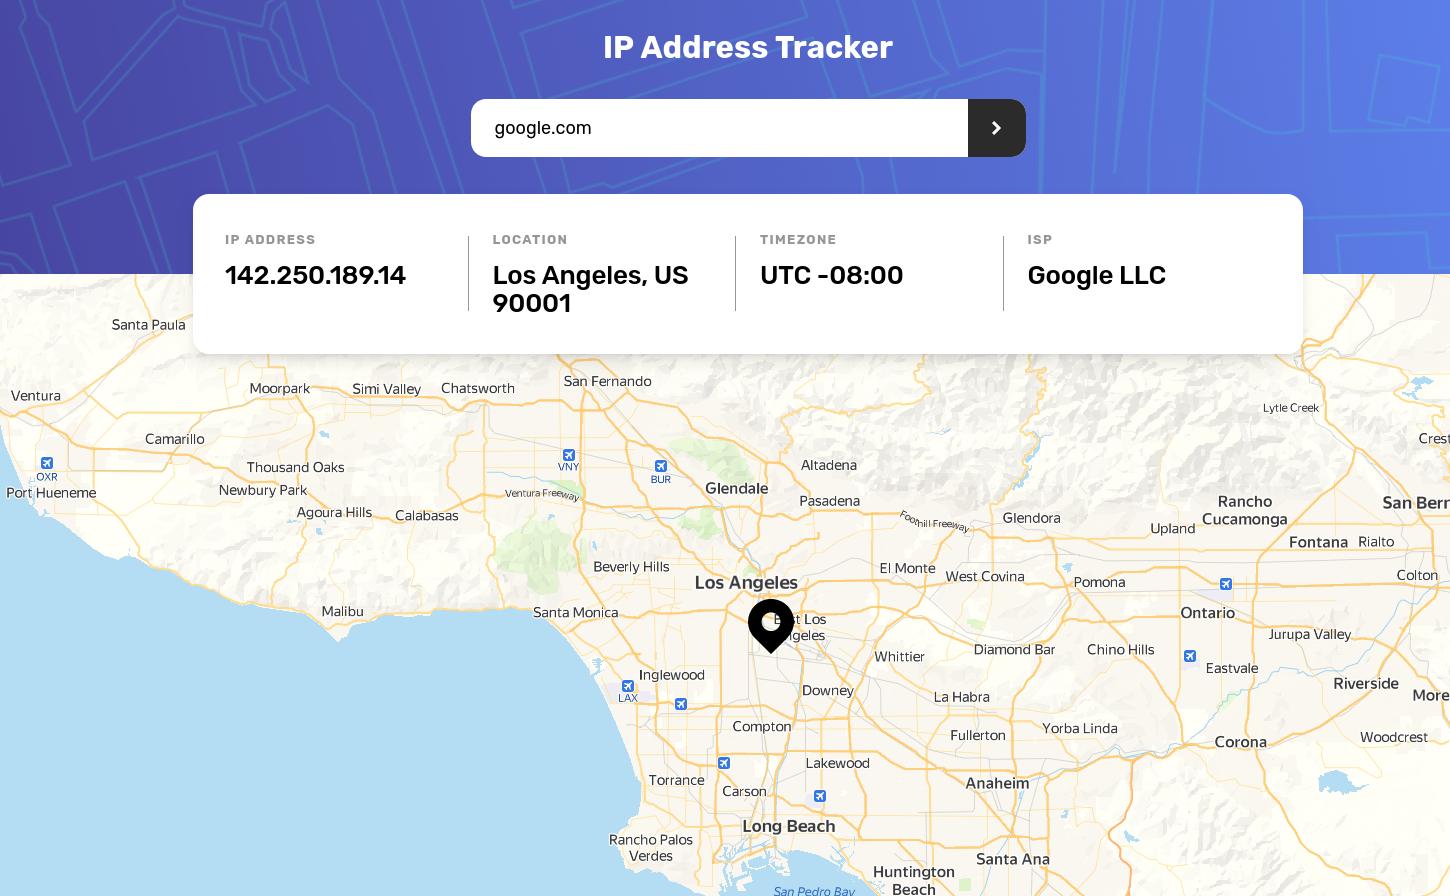 IP Address Tracker
google.com
IP ADDRESS
142.250.189.14
LOCATION
Los Angeles, US
90001
TIMEZONE
UTC -08:00
ISP
Google LLC
Santa Paula
Ventura
Moorpark
Simi Valley
Chatsworth
San Fernando
Lytle Creek
Camarillo
Crest
OXR
Thousand Oaks
VNY
BUR
Altadena
Port Hueneme
Newbury Park
Ventura Freeway
Glendale
Pasadena
Rancho
Cucamonga
San Bern
Agoura Hills
Calabasas
Foothill Freeway
Glendora
Upland
Fontana
Rialto
Beverly Hills
Los Angeles
El Monte
West Covina
Pomona
Colton
Malibu
Santa Monica
Ontario
E st Los
geles
Jurupa Valley
Whittier
Diamond Bar
Chino Hills
Eastvale
Inglewood
LAX
Downey
La Habra
Riverside
More
Compton
Fullerton
Yorba Linda
Corona
Woodcrest
Torrance
Lakewood
Carson
Anaheim
Long Beach
Rancho Palos
Verdes
Santa Ana
Huntington
Beach
San Pedro Bay